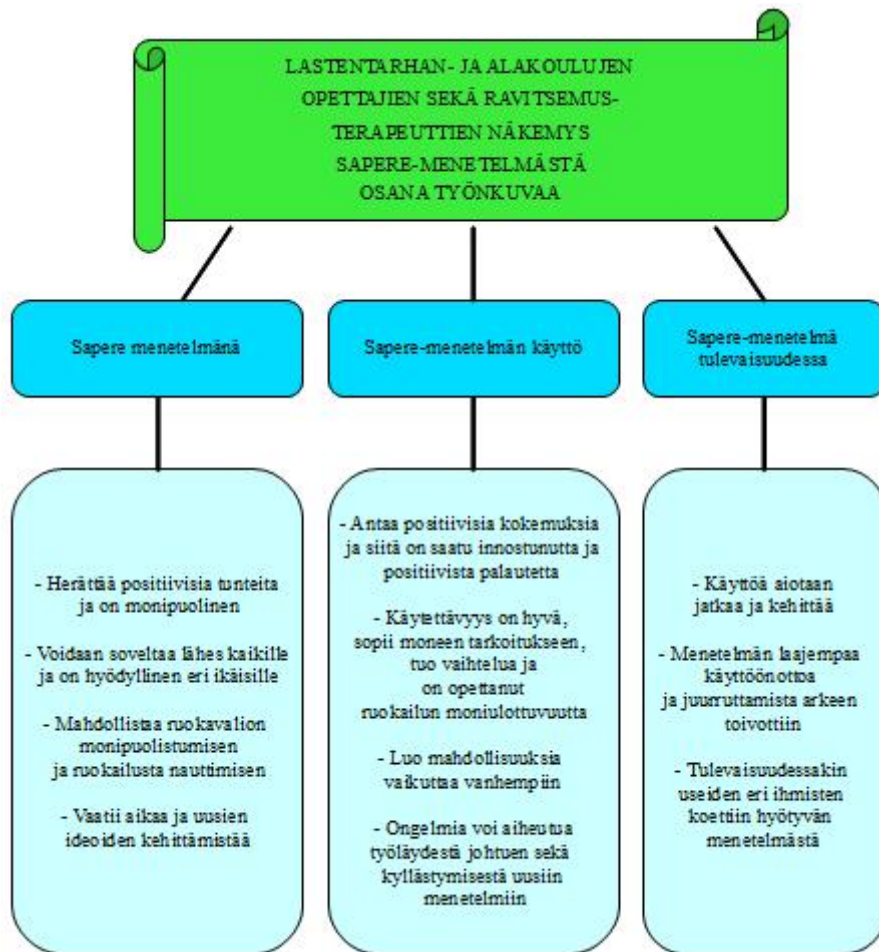 LASTENTARHAN- JA ALAKOULUJEN
OPETTAJIEN SEKÄ RAVITSEMUS-
TERAPEUTTIEN NÄKEMYS
SAPERE-MENETELMÄSTÄ
OSANA TYÖNKUVAA
Sapere menetelmänä
Sapere-menetelmän käyttö
Sapere-menetelmä
tulevaisuudessa
- Herättää positiivisia tunteita
ja on monipuolinen
- Voidaan soveltaa lähes kaikille
ja on hyödyllinen eri ikäisille
- Mahdollistaa ruokavalion
monipuolistumisen
ja ruokailusta nauttimisen
- Vaatii aikaa ja uusien
ideoiden kehittämistää
- Antaa positiivisia kokemuksia
ja siitä on saatu innostunutta ja
positiivista palautetta
- Käytettävyys on hyvä,
sopii moneen tarkoitukseen,
tuo vaihtelua ja
on opettanut
ruokailun moniulottuvuutta
- Luo mahdollisuuksia
vaikuttaa vanhempiin
- Ongelmia voi aiheutua
työläydestä johtuen sekä
kyllästymisestä uusiin
menetelmiin
- Käyttöä aiotaan
jatkaa ja kehittää
- Menetelmän laajempaa
käyttöönottoa
ja juurruttamista arkeen
toivottiin
- Tulevaisuudessakin
useiden eri ihmisten
koettiin hyötyvän
menetelmästä